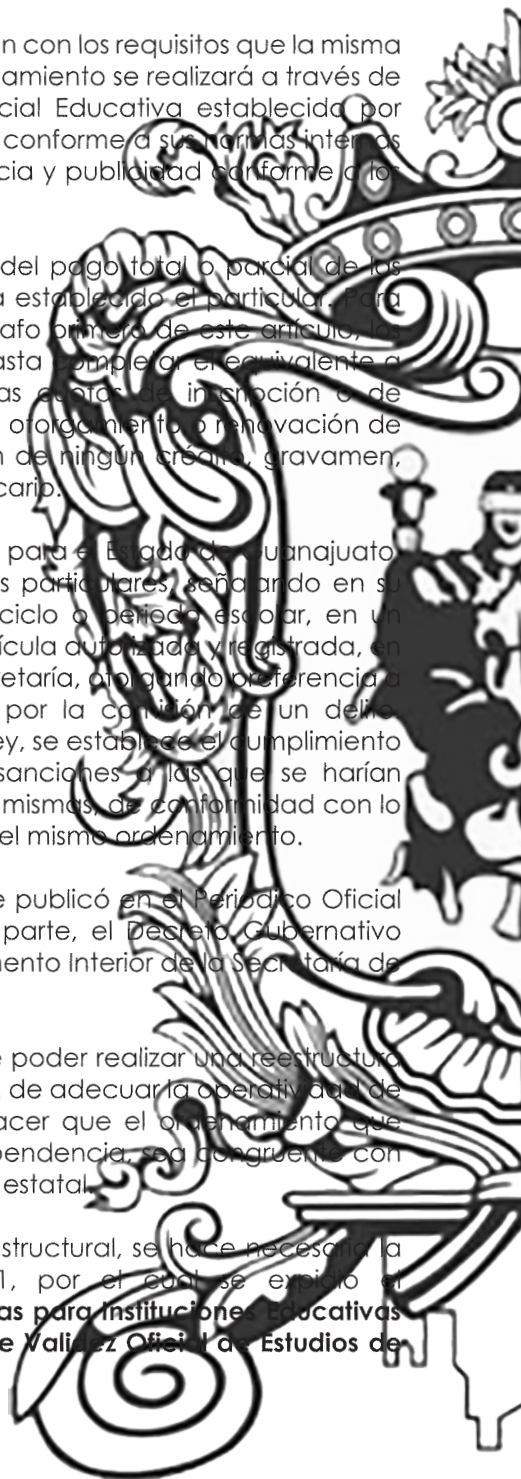 n con los requisitos que la misma
amiento se realizará a través de
cial Educativa establecido por
conforme a sus normas internas
cia y publicidad conforme a los
del pago total o parcial de los
a establecido el particular. Para
afo primero de este artículo, los
asta completar el equivalente a
as cuotas de inscripción o de
otorgamiento o renovación de
n de ningún crédito, gravamen,
cario.
para el Estado de Guanajuato,
s particulares, señalando en su
ciclo o periodo escolar, en un
ícula autorizada y registrada, en
retaría, otorgando preferencia a
por la comisión de un delito.
ey, se establece el cumplimiento
sanciones a las que se harían
mismas, de conformidad con lo
el mismo ordenamiento.
e publicó en el Periódico Oficial
parte, el Decreto Gubernativo
mento Interior de la Secretaría de
e poder realizar una reestructura
de adecuar la operatividad de
acer que el ordenamiento que
pendencia, sea congruente con
estatal.
structural, se hace necesaria la
1, por el cual se expidió el
as para Instituciones Educativas
e Validez Oficial de Estudios de